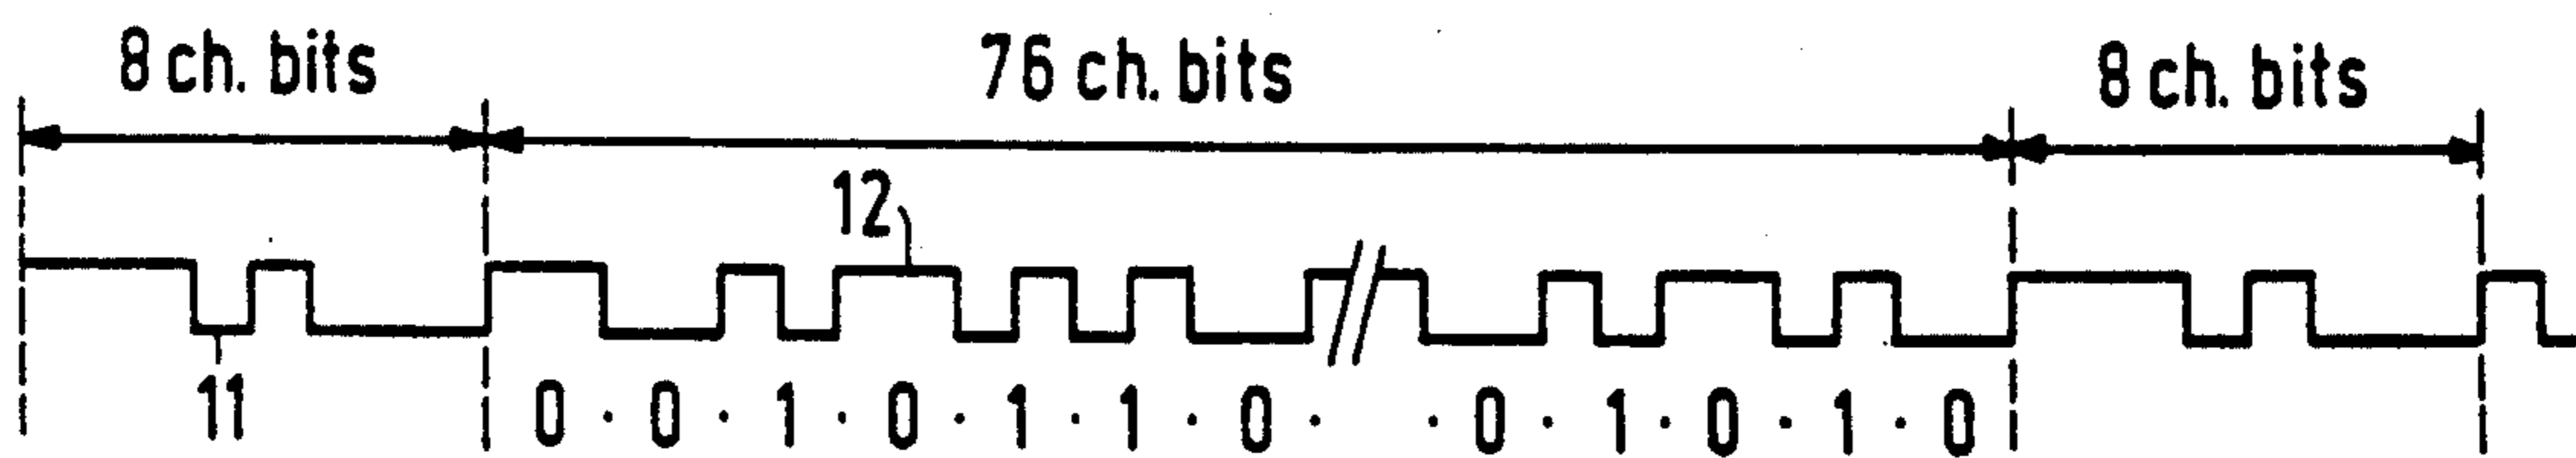 8 ch. bits 76 ch. bits 8 ch. bits
12
11
0 . 0 . 1 . 0 . 1 . 1 . 0 . . 0 . 1 . 0 . 1 . 0